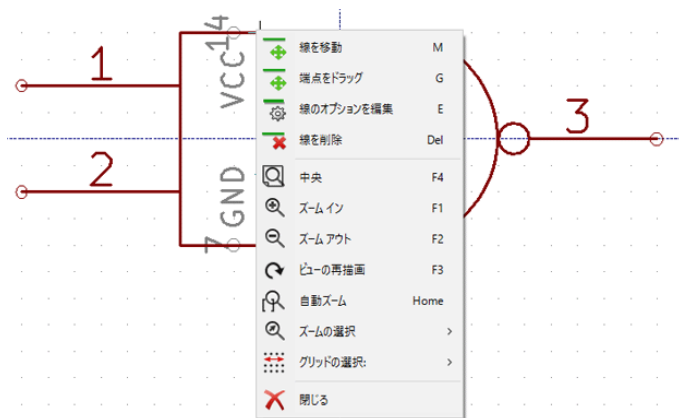 1
2
3
14
VCC
GND
7
線を移動 M
端点をドラッグ G
線のオプションを編集 E
線を削除 Del
中央 F4
ズーム イン F1
ズーム アウト F2
ビューの再描画 F3
自動ズーム Home
ズームの選択 >
グリッドの選択: >
閉じる